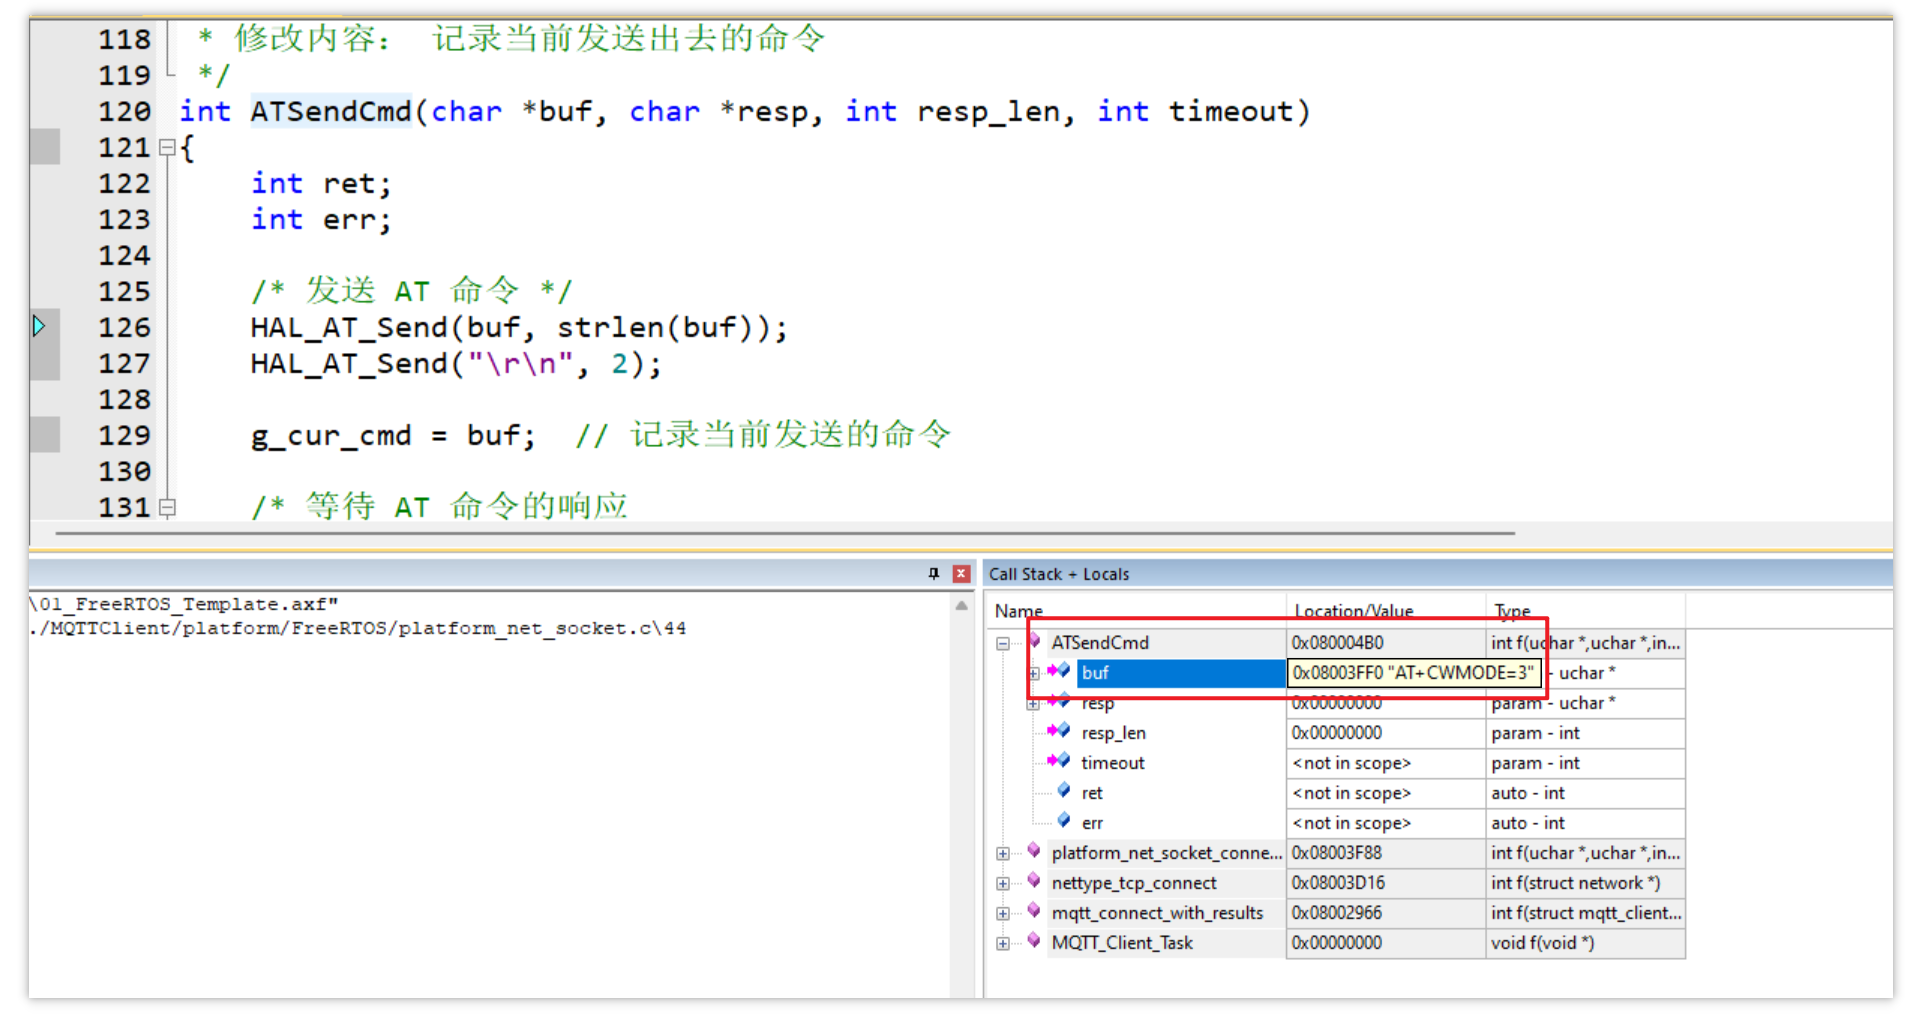 118 * 修改内容： 记录当前发送出去的命令
119 */
120 int ATSendCmd(char *buf, char *resp, int resp_len, int timeout)
121 {
122 int ret;
123 int err;
124
125 /* 发送 AT 命令 */
126 HAL_AT_Send(buf, strlen(buf));
127 HAL_AT_Send("\r\n", 2);
128
129 g_cur_cmd = buf; // 记录当前发送的命令
130
131 /* 等待 AT 命令的响应
\01_FreeRTOS_Template.axf"
./MQTTClient/platform/FreeRTOS/platform_net_socket.c\44
Call Stack + Locals
Name Location/Value Type
ATSendCmd 0x080004B0 int f(uchar *,uchar *,in...
buf 0x08003FF0 "AT+CWMODE=3" - uchar *
resp 0x00000000 param - uchar *
resp_len 0x00000000 param - int
timeout <not in scope> param - int
ret <not in scope> auto - int
err <not in scope> auto - int
platform_net_socket_conne... 0x08003F88 int f(uchar *,uchar *,in...
nettype_tcp_connect 0x08003D16 int f(struct network *)
mqtt_connect_with_results 0x08002966 int f(struct mqtt_client...
MQTT_Client_Task 0x00000000 void f(void *)